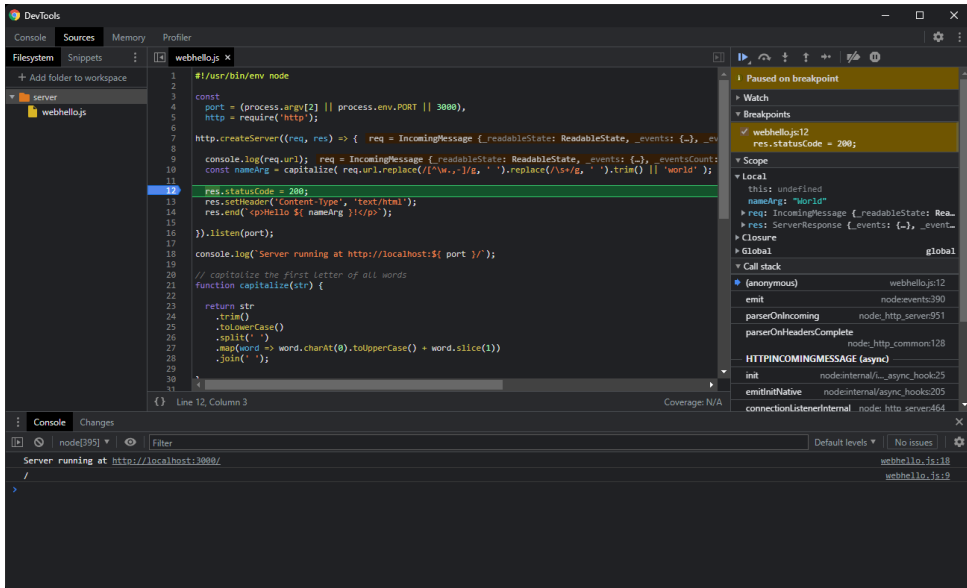 DevTools
Console Sources Memory Profiler
Filesystem Snippets
webhello.js ×
+ Add folder to workspace
server
webhello.js
1 #!/usr/bin/env node
2
3 const
4 port = (process.argv[2] || process.env.PORT || 3000),
5 http = require('http');
6
7 http.createServer((req, res) => { req = IncomingMessage {_readableState: ReadableState, _events: {…}, _ev
8
9 console.log(req.url); req = IncomingMessage {_readableState: ReadableState, _events: {…}, _eventsCount:
10 const nameArg = capitalize( req.url.replace(/[^\w.,-]/g, ' ').replace(/\s+/g, ' ').trim() || 'world' );
11
12 res.statusCode = 200;
13 res.setHeader('Content-Type', 'text/html');
14 res.end(`<p>Hello ${ nameArg }!</p>`);
15
16 }).listen(port);
17
18 console.log(`Server running at http://localhost:${ port }/`);
19
20 // capitalize the first letter of all words
21 function capitalize(str) {
22
23 return str
24 .trim()
25 .toLowerCase()
26 .split(' ')
27 .map(word => word.charAt(0).toUpperCase() + word.slice(1))
28 .join(' ');
29
30 }
31
{} Line 12, Column 3
Coverage: N/A
Paused on breakpoint
Watch
Breakpoints
webhello.js:12
res.statusCode = 200;
Scope
Local
this: undefined
nameArg: "World"
req: IncomingMessage {_readableState: Rea…
res: ServerResponse {_events: {…}, _event…
Closure
Global global
Call stack
(anonymous) webhello.js:12
emit node:events:390
parserOnIncoming node:_http_server:951
parserOnHeadersComplete
node:_http_common:128
HTTPINCOMINGMESSAGE (async)
init node:internal/i…_async_hook:25
emitInitNative node:internal/async_hooks:205
connectionListenerInternal node:_http_server:464
Console Changes
node[395] Filter Default levels No issues
Server running at http://localhost:3000/ webhello.js:18
/ webhello.js:9